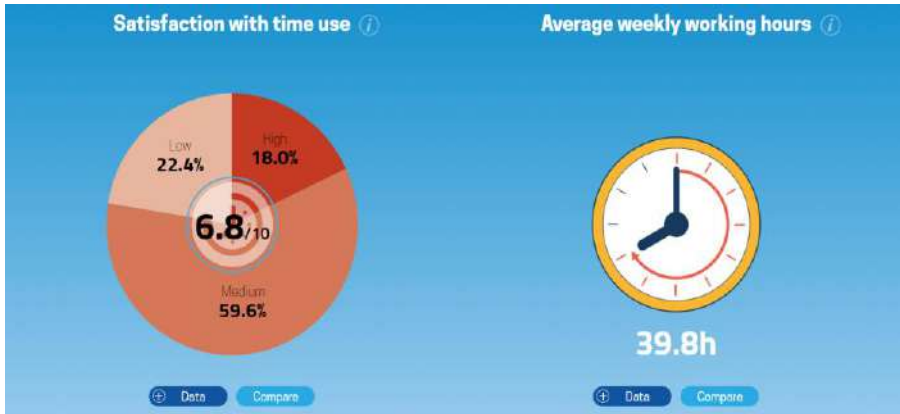 Satisfaction with time use i
Low
22.4%
High
18.0%
6.8/10
Medium
59.6%
Data
Compare
Average weekly working hours i
39.8h
Data
Compare